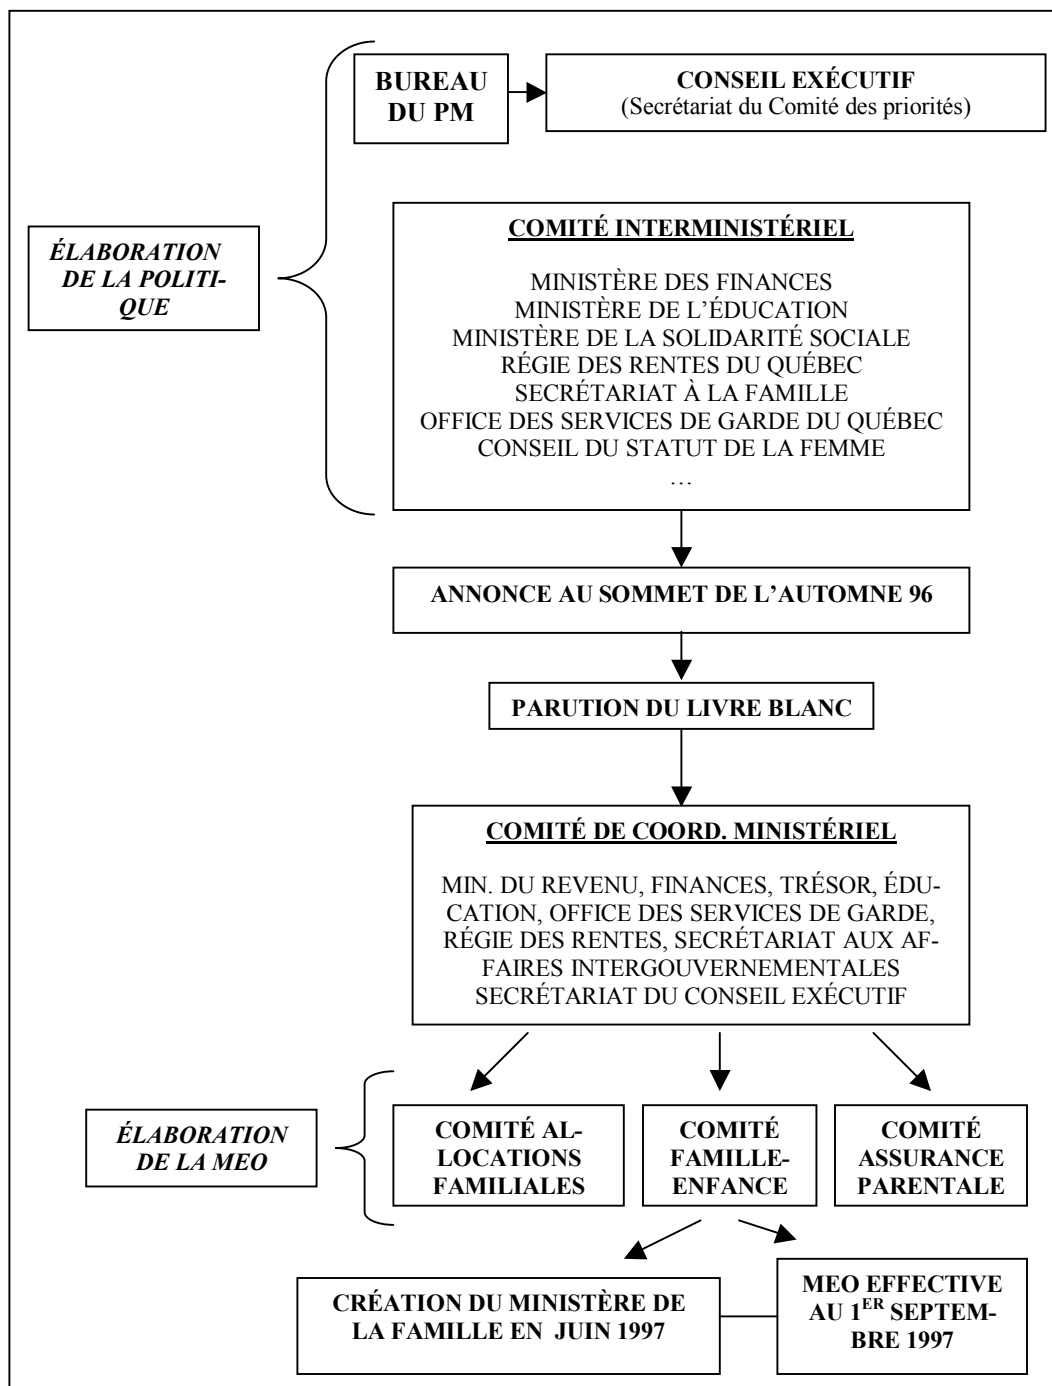 BUREAU
DU PM
CONSEIL EXÉCUTIF
(Secrétariat du Comité des priorités)
ÉLABORATION
DE LA POLITI-
QUE
COMITÉ INTERMINISTÉRIEL
MINISTÈRE DES FINANCES
MINISTÈRE DE L’ÉDUCATION
MINISTÈRE DE LA SOLIDARITÉ SOCIALE
RÉGIE DES RENTES DU QUÉBEC
SECRÉTARIAT À LA FAMILLE
OFFICE DES SERVICES DE GARDE DU QUÉBEC
CONSEIL DU STATUT DE LA FEMME
…
ANNONCE AU SOMMET DE L’AUTOMNE 96
PARUTION DU LIVRE BLANC
COMITÉ DE COORD. MINISTÉRIEL
MIN. DU REVENU, FINANCES, TRÉSOR, ÉDU-
CATION, OFFICE DES SERVICES DE GARDE,
RÉGIE DES RENTES, SECRÉTARIAT AUX AF-
FAIRES INTERGOUVERNEMENTALES
SECRÉTARIAT DU CONSEIL EXÉCUTIF
ÉLABORATION
DE LA MEO
COMITÉ AL-
LOCATIONS
FAMILIALES
COMITÉ
FAMILLE-
ENFANCE
COMITÉ
ASSURANCE
PARENTALE
CRÉATION DU MINISTÈRE DE
LA FAMILLE EN JUIN 1997
MEO EFFECTIVE
AU 1ER SEPTEM-
BRE 1997